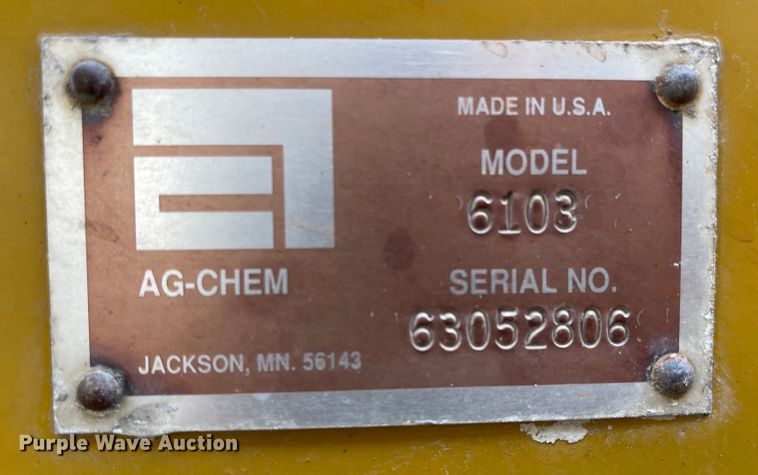 MADE IN U.S.A.
MODEL
6103
AG-CHEM
SERIAL NO.
63052806
JACKSON, MN. 56143
Purple Wave Auction